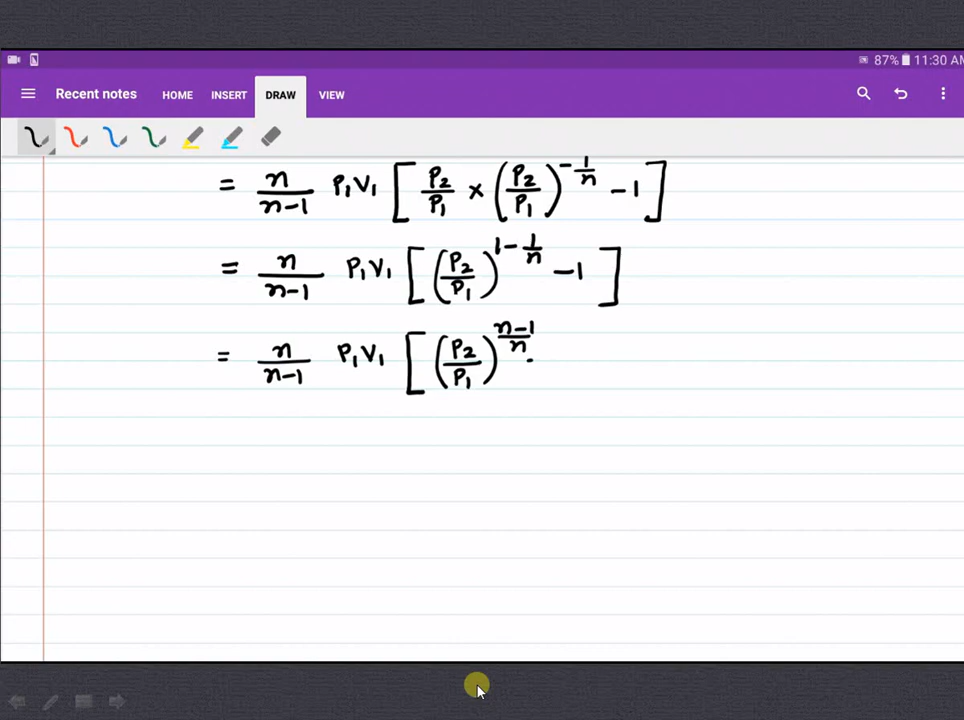 87% 11:30 AM
Recent notes HOME INSERT DRAW VIEW
= n/(n-1) P₁V₁ [ P₂/P₁ × (P₂/P₁)^(-1/n) - 1 ]
= n/(n-1) P₁V₁ [ (P₂/P₁)^(1 - 1/n) - 1 ]
= n/(n-1) P₁V₁ [ (P₂/P₁)^((n-1)/n)